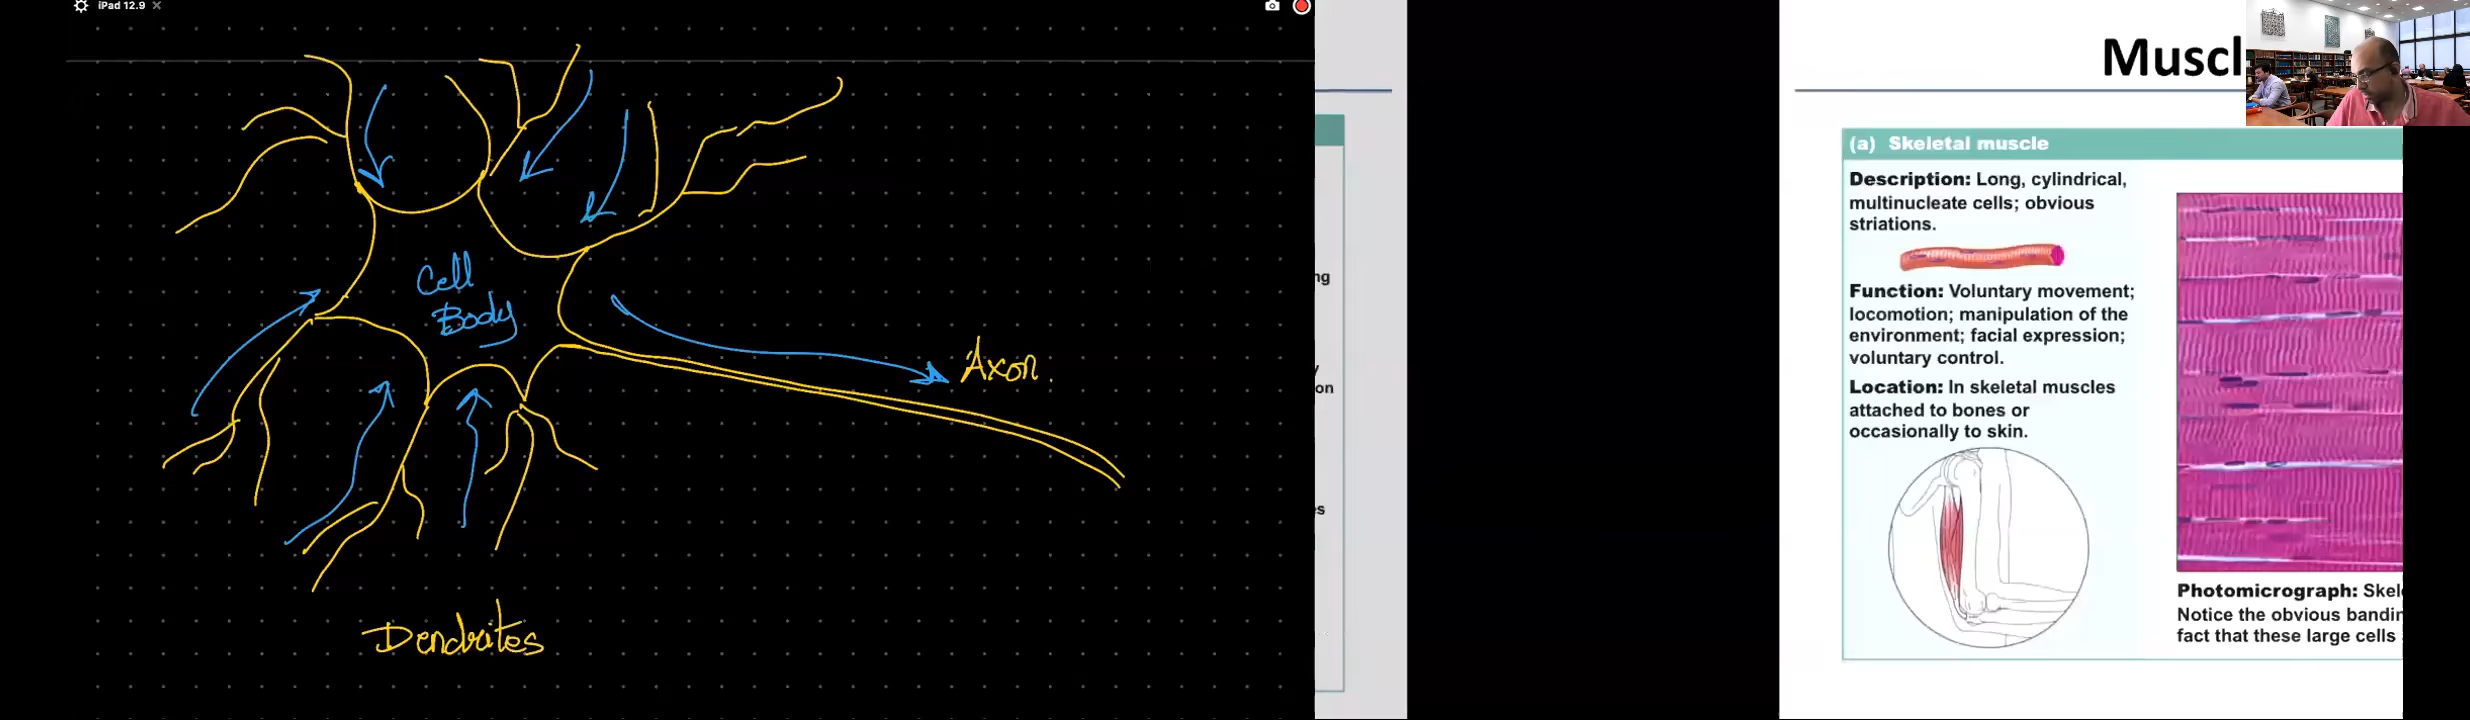 iPad 12.9
Cell
Body
Axon.
Dendrites
ng
on
s
Muscl
(a) Skeletal muscle
Description: Long, cylindrical,
multinucleate cells; obvious
striations.
Function: Voluntary movement;
locomotion; manipulation of the
environment; facial expression;
voluntary control.
Location: In skeletal muscles
attached to bones or
occasionally to skin.
Photomicrograph: Skel
Notice the obvious bandin
fact that these large cells